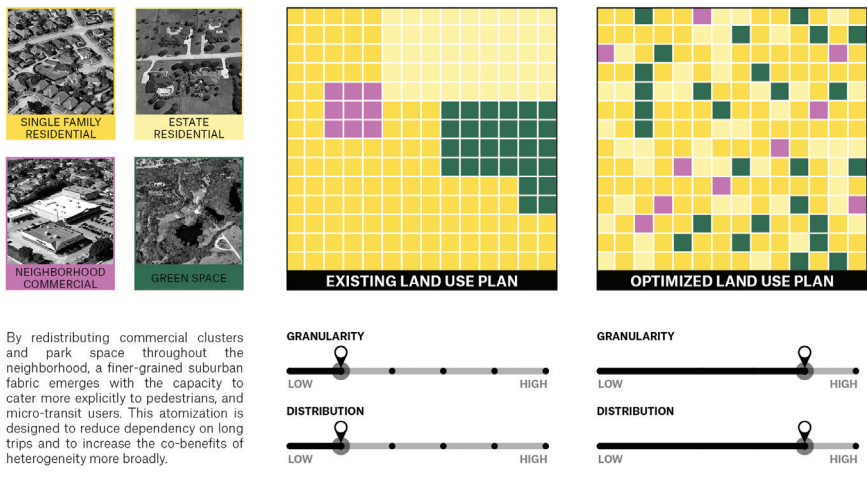 SINGLE FAMILY
RESIDENTIAL
ESTATE
RESIDENTIAL
NEIGHBORHOOD
COMMERCIAL
GREEN SPACE
EXISTING LAND USE PLAN
OPTIMIZED LAND USE PLAN
By redistributing commercial clusters
and park space throughout the
neighborhood, a finer-grained suburban
fabric emerges with the capacity to
cater more explicitly to pedestrians, and
micro-transit users. This atomization is
designed to reduce dependency on long
trips and to increase the co-benefits of
heterogeneity more broadly.
GRANULARITY
LOW HIGH
DISTRIBUTION
LOW HIGH
GRANULARITY
LOW HIGH
DISTRIBUTION
LOW HIGH